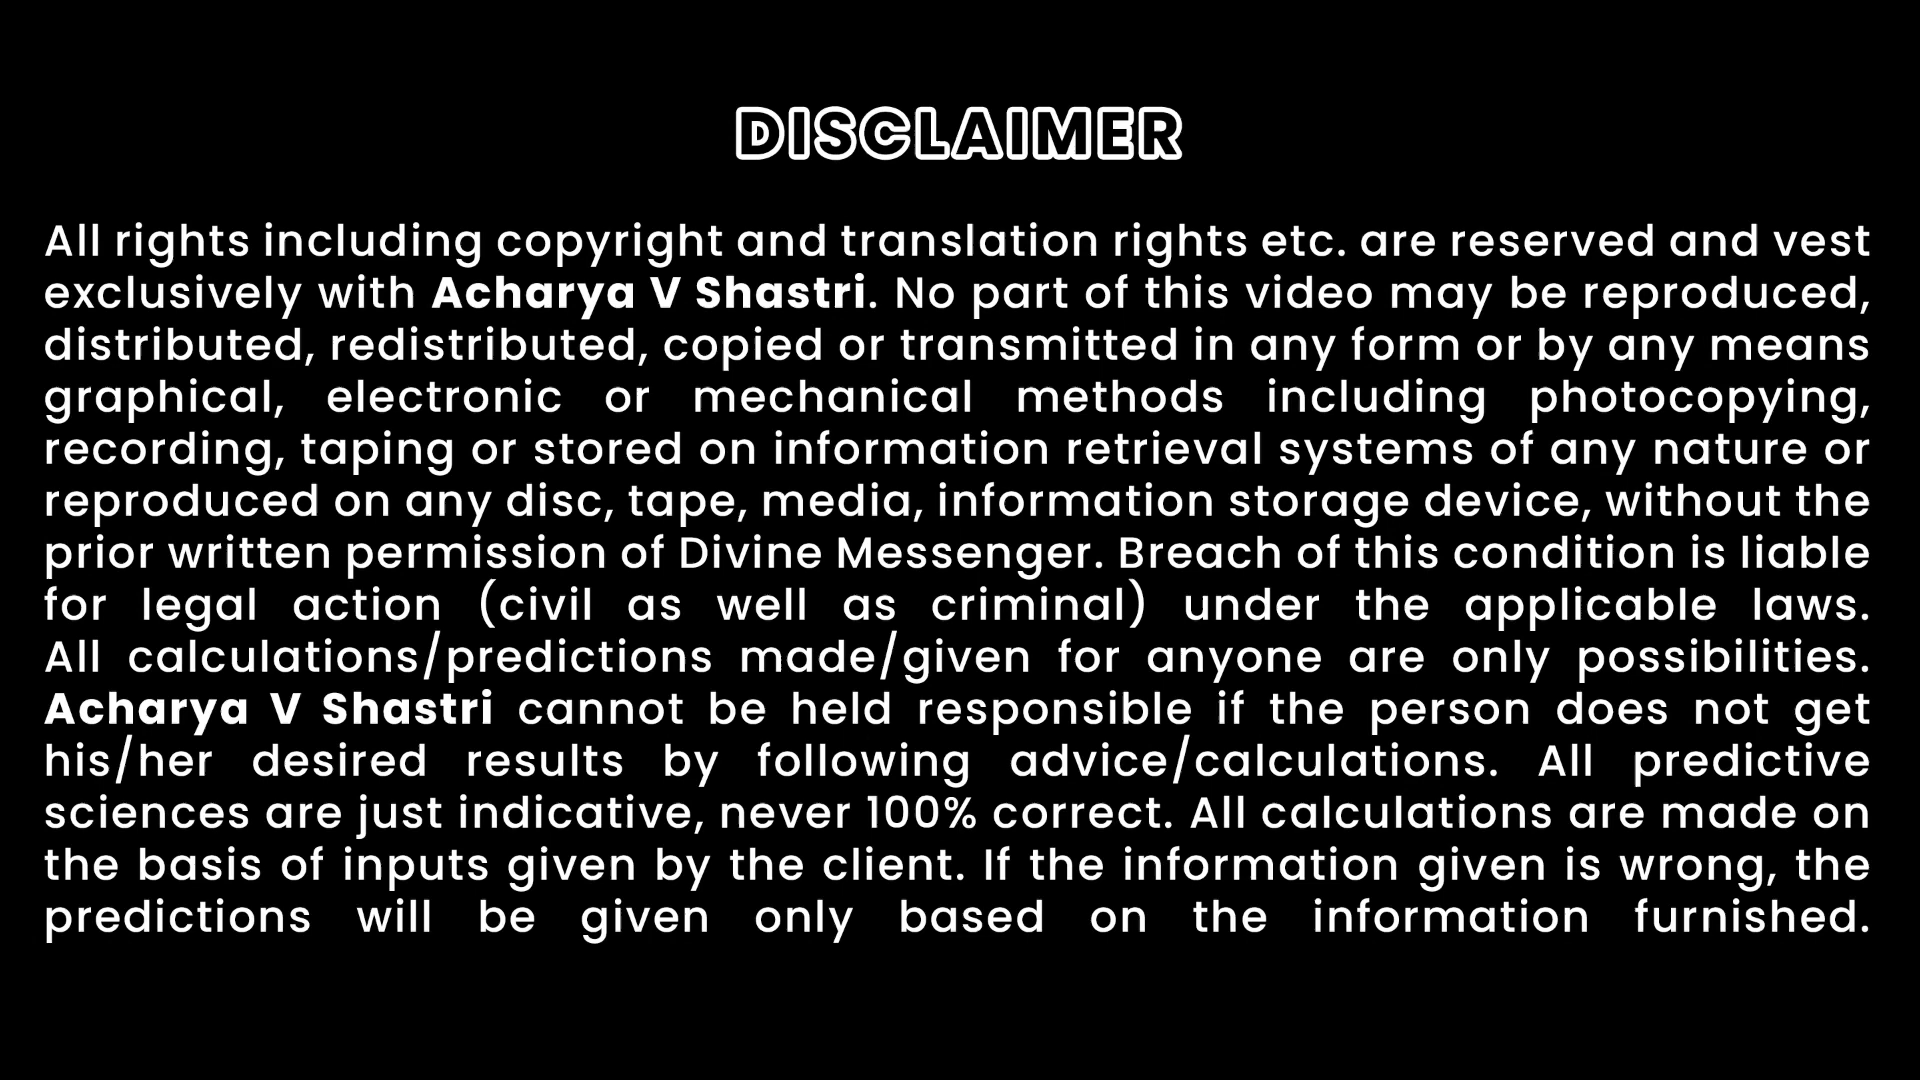 DISCLAIMER
All rights including copyright and translation rights etc. are reserved and vest
exclusively with Acharya V Shastri. No part of this video may be reproduced,
distributed, redistributed, copied or transmitted in any form or by any means
graphical, electronic or mechanical methods including photocopying,
recording, taping or stored on information retrieval systems of any nature or
reproduced on any disc, tape, media, information storage device, without the
prior written permission of Divine Messenger. Breach of this condition is liable
for legal action (civil as well as criminal) under the applicable laws.
All calculations/predictions made/given for anyone are only possibilities.
Acharya V Shastri cannot be held responsible if the person does not get
his/her desired results by following advice/calculations. All predictive
sciences are just indicative, never 100% correct. All calculations are made on
the basis of inputs given by the client. If the information given is wrong, the
predictions will be given only based on the information furnished.